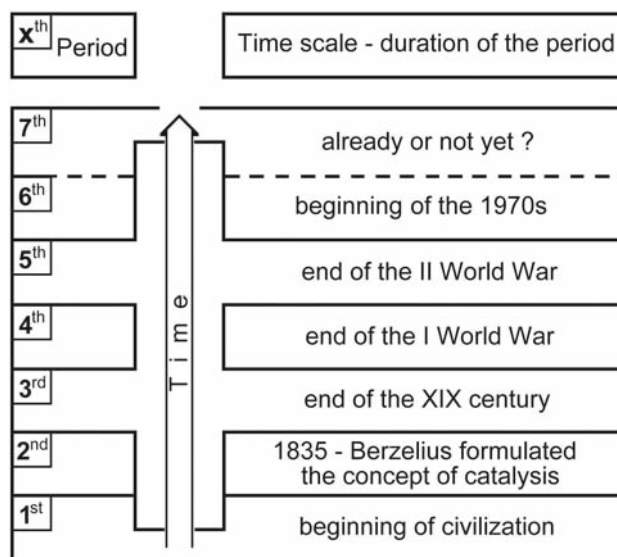 xth Period
Time scale - duration of the period
7th
already or not yet ?
6th
beginning of the 1970s
5th
end of the II World War
4th
end of the I World War
3rd
end of the XIX century
2nd
1835 - Berzelius formulated
the concept of catalysis
1st
beginning of civilization
Time